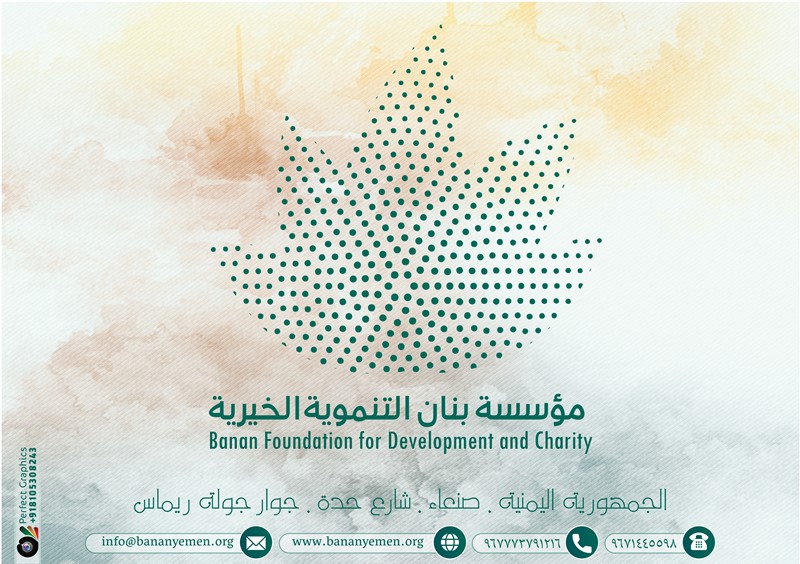 مؤسسة بنان التنموية الخيرية
Banan Foundation for Development and Charity
الجمهورية اليمنية . صنعاء . شارع حدة . جوار جولة ريماس
info@bananyemen.org
www.bananyemen.org
٩٦٧٧٧٣٧٩١٢١٦
٩٦٧١٤٤٥٥٩٨
Perfect Graphics
+918105308243